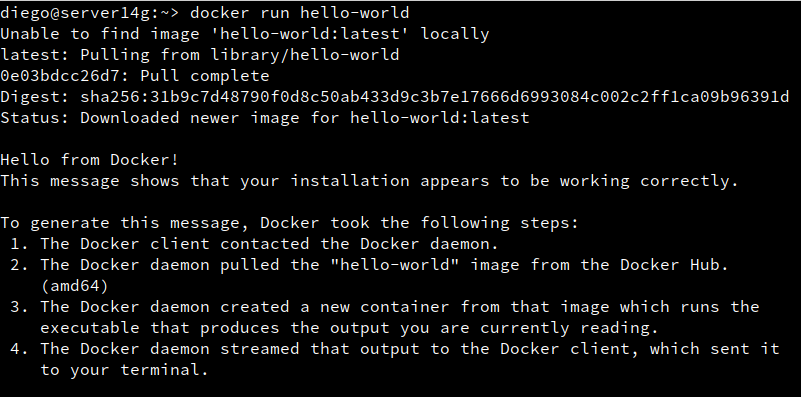 diego@server14g:~> docker run hello-world
Unable to find image 'hello-world:latest' locally
latest: Pulling from library/hello-world
0e03bdcc26d7: Pull complete
Digest: sha256:31b9c7d48790f0d8c50ab433d9c3b7e17666d6993084c002c2ff1ca09b96391d
Status: Downloaded newer image for hello-world:latest

Hello from Docker!
This message shows that your installation appears to be working correctly.

To generate this message, Docker took the following steps:
 1. The Docker client contacted the Docker daemon.
 2. The Docker daemon pulled the "hello-world" image from the Docker Hub.
    (amd64)
 3. The Docker daemon created a new container from that image which runs the
    executable that produces the output you are currently reading.
 4. The Docker daemon streamed that output to the Docker client, which sent it
    to your terminal.